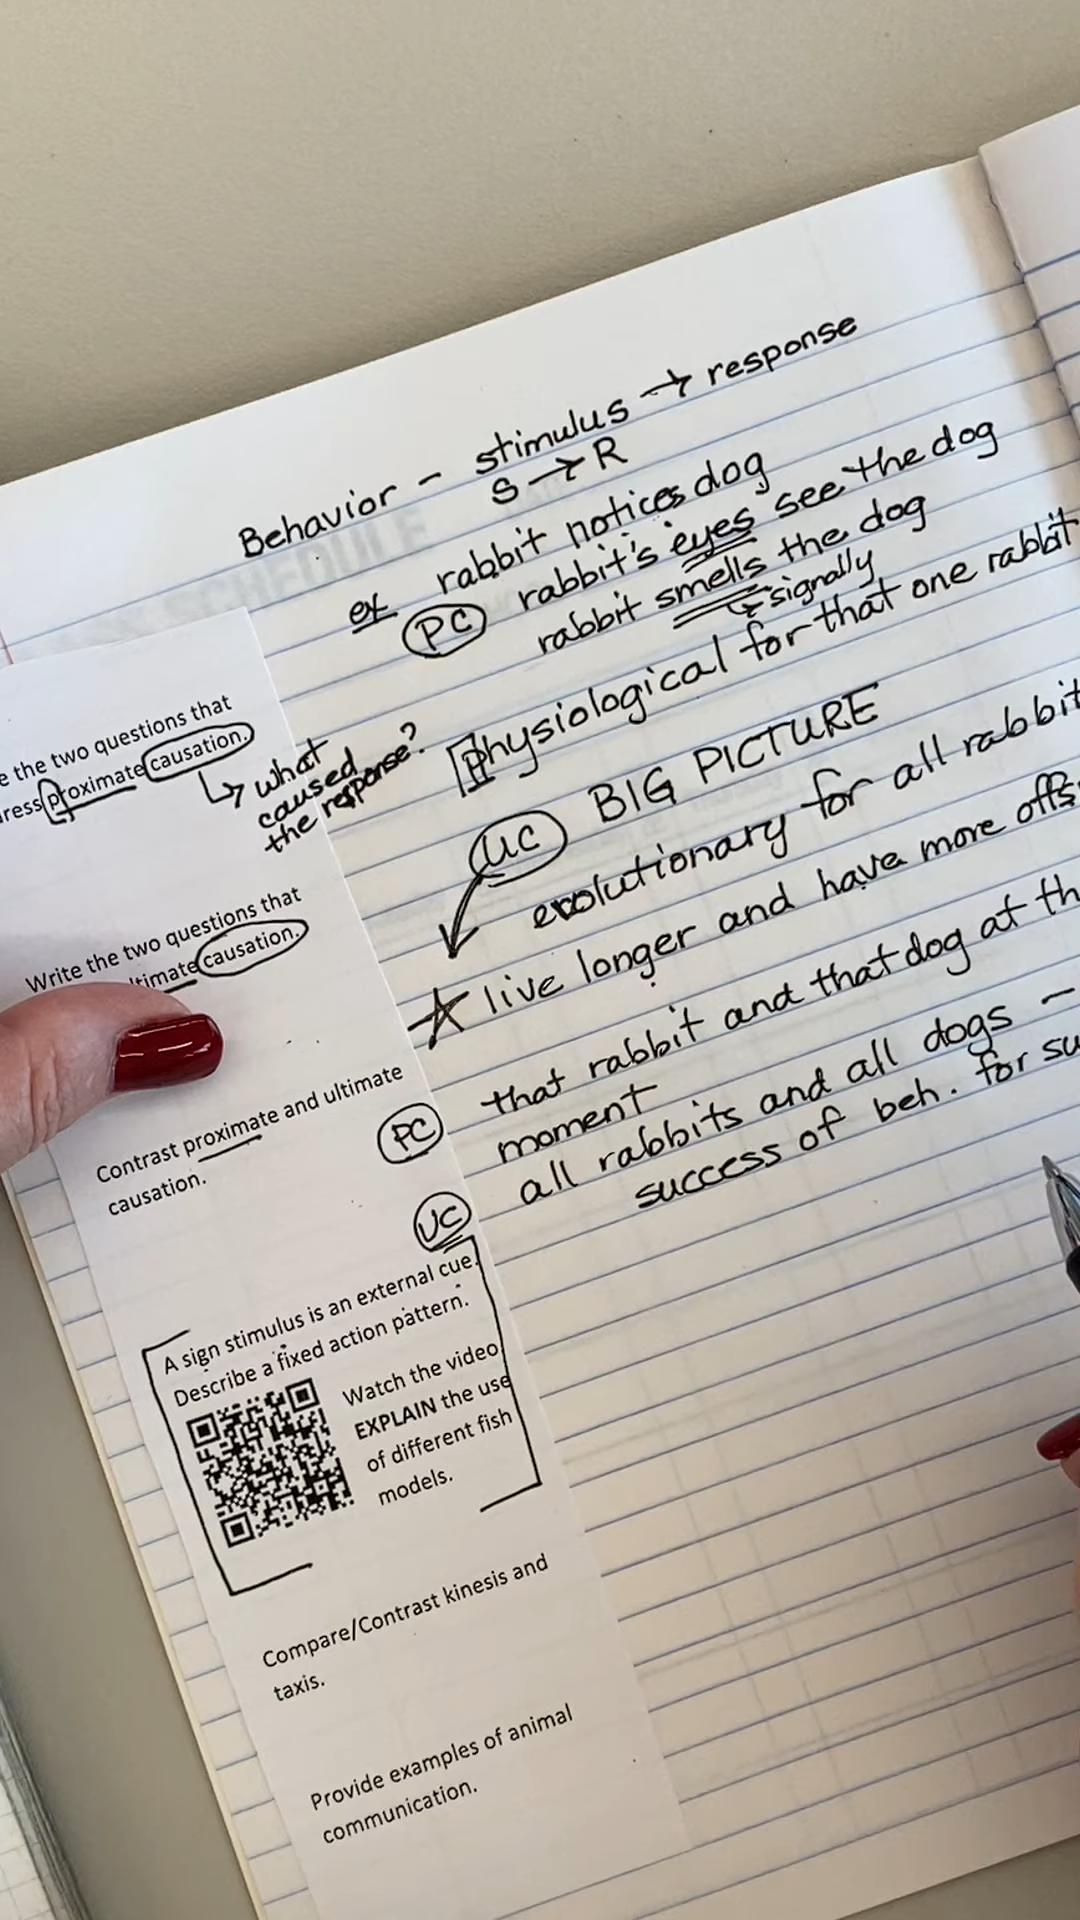 Behavior - stimulus → response
S → R
ex rabbit notices dog
PC rabbit's eyes see the dog
rabbit smells the dog
↳ signally
[Physiological for that one rabbit
UC BIG PICTURE
evolutionary for all rabbit
☆ live longer and have more offs
that rabbit and that dog at th
moment
all rabbits and all dogs -
success of beh. for su
e the two questions that
ress proximate causation.
↳ what
caused
the response?
Write the two questions that
ltimate causation.
Contrast proximate and ultimate
causation.
PC
UC
A sign stimulus is an external cue.
Describe a fixed action pattern.
Watch the video
EXPLAIN the use
of different fish
models.
Compare/Contrast kinesis and
taxis.
Provide examples of animal
communication.